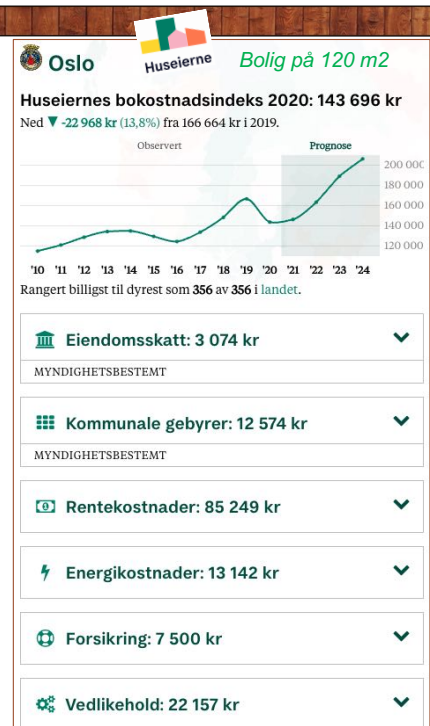 Oslo
Huseierne
Bolig på 120 m2
Huseiernes bokostnadsindeks 2020: 143 696 kr
Ned ▼ -22 968 kr (13,8%) fra 166 664 kr i 2019.
Observert
Prognose
200 000
180 000
160 000
140 000
120 000
'10 '11 '12 '13 '14 '15 '16 '17 '18 '19 '20 '21 '22 '23 '24
Rangert billigst til dyrest som 356 av 356 i landet.
Eiendomsskatt: 3 074 kr
MYNDIGHETSBESTEMT
Kommunale gebyrer: 12 574 kr
MYNDIGHETSBESTEMT
Rentekostnader: 85 249 kr
Energikostnader: 13 142 kr
Forsikring: 7 500 kr
Vedlikehold: 22 157 kr